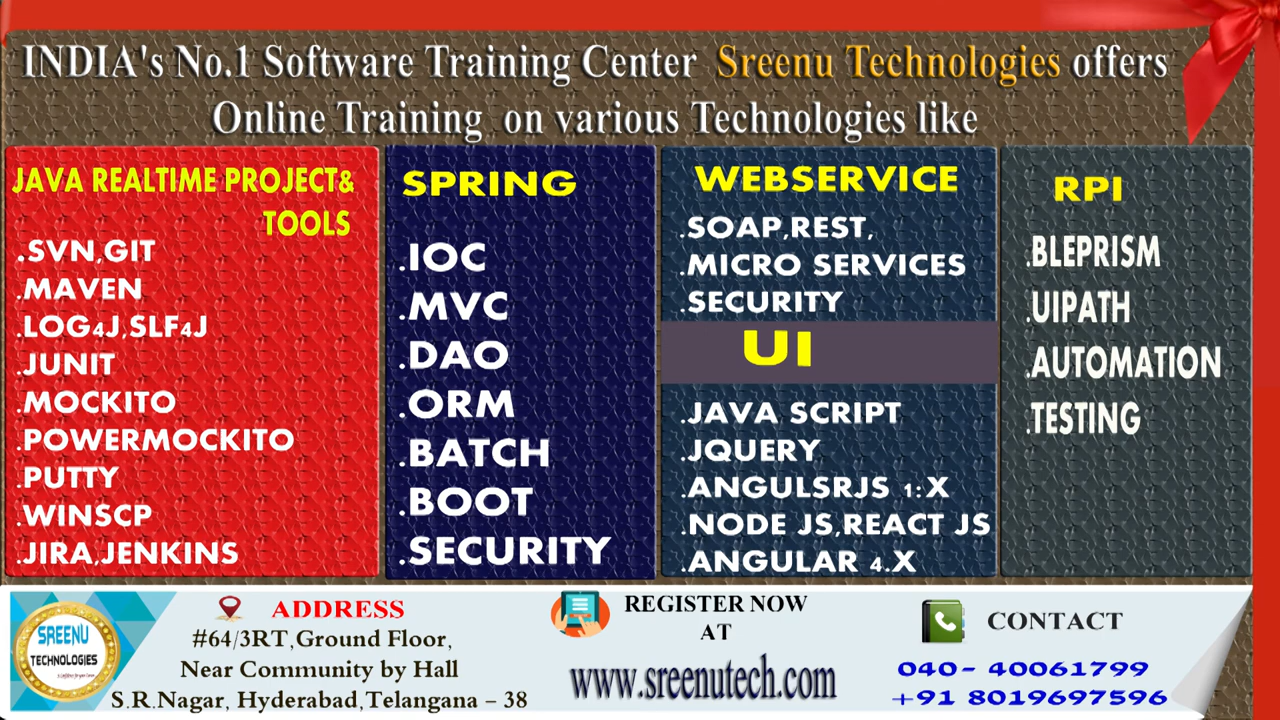 INDIA's No.1 Software Training Center Sreenu Technologies offers
Online Training on various Technologies like
JAVA REALTIME PROJECT&
TOOLS
.SVN,GIT
.MAVEN
.LOG4J,SLF4J
.JUNIT
.MOCKITO
.POWERMOCKITO
.PUTTY
.WINSCP
.JIRA,JENKINS
SPRING
.IOC
.MVC
.DAO
.ORM
.BATCH
.BOOT
.SECURITY
WEBSERVICE
.SOAP,REST,
.MICRO SERVICES
.SECURITY
UI
.JAVA SCRIPT
.JQUERY
.ANGULSRJS 1:X
.NODE JS,REACT JS
.ANGULAR 4.X
RPI
.BLEPRISM
.UIPATH
.AUTOMATION
.TESTING
SREENU
TECHNOLOGIES
ADDRESS
#64/3RT,Ground Floor,
Near Community by Hall
S.R.Nagar, Hyderabad,Telangana – 38
REGISTER NOW
AT
www.sreenutech.com
CONTACT
040- 40061799
+91 8019697596